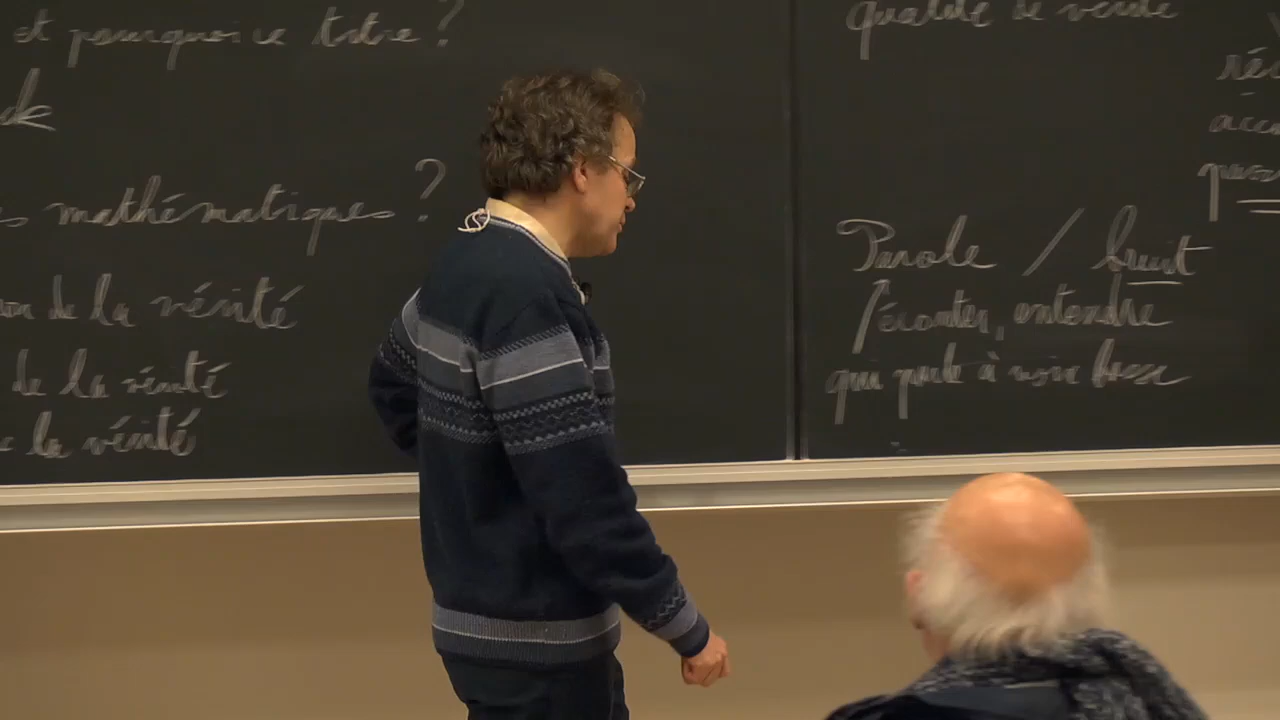 et pourquoi ce titre ?
de
s mathématiques ?
de la vérité
de la vérité
la vérité
qualité de vérité
Parole / bruit
écouter, entendre
qui parle à voix basse